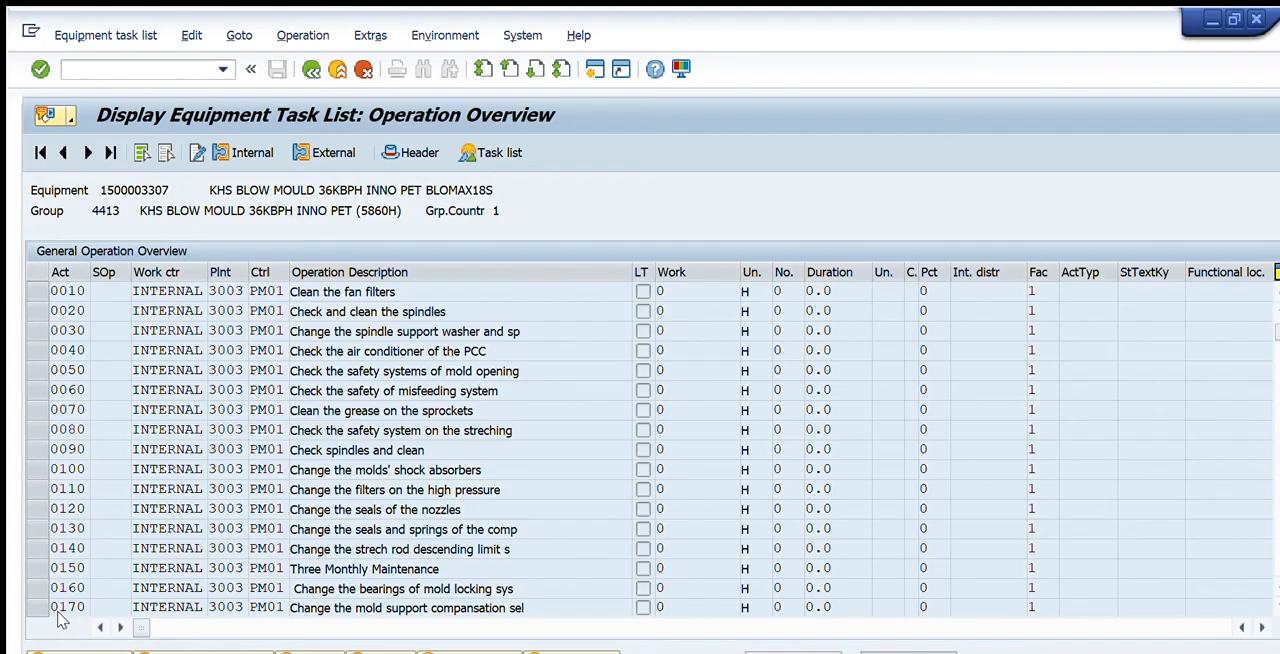 Equipment task list Edit Goto Operation Extras Environment System Help
Display Equipment Task List: Operation Overview
Internal External Header Task list
Equipment 1500003307 KHS BLOW MOULD 36KBPH INNO PET BLOMAX18S
Group 4413 KHS BLOW MOULD 36KBPH INNO PET (5860H) Grp.Countr 1
General Operation Overview
Act SOp Work ctr Plnt Ctrl Operation Description LT Work Un. No. Duration Un. C. Pct Int. distr Fac ActTyp StTextKy Functional loc.
0010 INTERNAL 3003 PM01 Clean the fan filters 0 H 0 0.0 0 1
0020 INTERNAL 3003 PM01 Check and clean the spindles 0 H 0 0.0 0 1
0030 INTERNAL 3003 PM01 Change the spindle support washer and sp 0 H 0 0.0 0 1
0040 INTERNAL 3003 PM01 Check the air conditioner of the PCC 0 H 0 0.0 0 1
0050 INTERNAL 3003 PM01 Check the safety systems of mold opening 0 H 0 0.0 0 1
0060 INTERNAL 3003 PM01 Check the safety of misfeeding system 0 H 0 0.0 0 1
0070 INTERNAL 3003 PM01 Clean the grease on the sprockets 0 H 0 0.0 0 1
0080 INTERNAL 3003 PM01 Check the safety system on the streching 0 H 0 0.0 0 1
0090 INTERNAL 3003 PM01 Check spindles and clean 0 H 0 0.0 0 1
0100 INTERNAL 3003 PM01 Change the molds' shock absorbers 0 H 0 0.0 0 1
0110 INTERNAL 3003 PM01 Change the filters on the high pressure 0 H 0 0.0 0 1
0120 INTERNAL 3003 PM01 Change the seals of the nozzles 0 H 0 0.0 0 1
0130 INTERNAL 3003 PM01 Change the seals and springs of the comp 0 H 0 0.0 0 1
0140 INTERNAL 3003 PM01 Change the strech rod descending limit s 0 H 0 0.0 0 1
0150 INTERNAL 3003 PM01 Three Monthly Maintenance 0 H 0 0.0 0 1
0160 INTERNAL 3003 PM01 Change the bearings of mold locking sys 0 H 0 0.0 0 1
0170 INTERNAL 3003 PM01 Change the mold support compansation sel 0 H 0 0.0 0 1